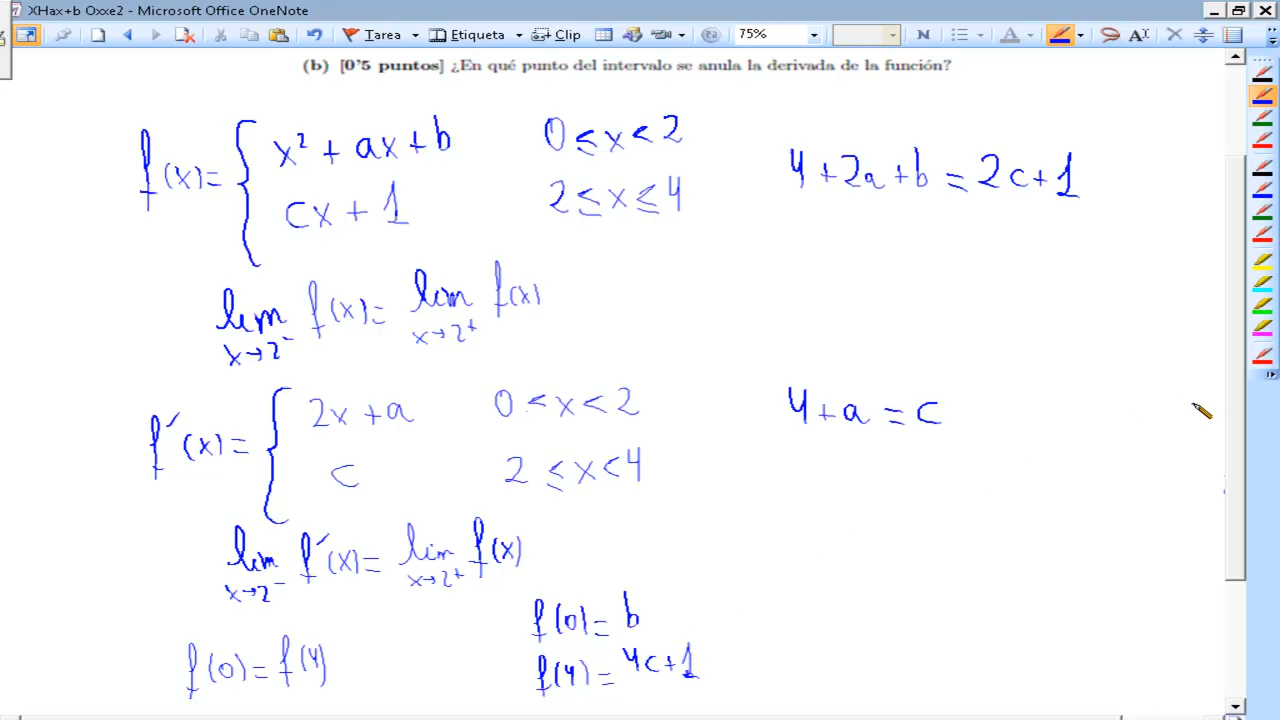 XHax+b Oxxe2 - Microsoft Office OneNote
Tarea Etiqueta Clip 75% N A A
(b) [0'5 puntos] ¿En qué punto del intervalo se anula la derivada de la función?
f(x)= { x² + ax + b 0 ≤ x < 2
cx + 1 2 ≤ x ≤ 4
4 + 2a + b = 2c + 1
lim x→2⁻ f(x) = lim x→2⁺ f(x)
f´(x) = { 2x + a 0 < x < 2
c 2 ≤ x < 4
4 + a = c
lim x→2⁻ f´(x) = lim x→2⁺ f(x)
f(0) = b
f(0) = f(4)
f(4) = 4c + 1